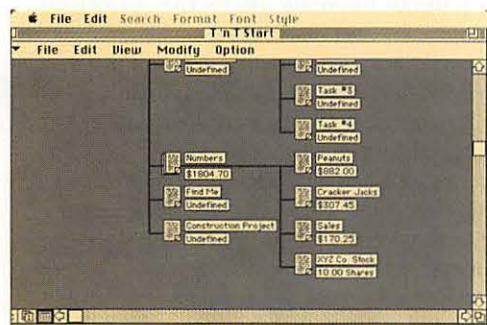 File Edit Search Format Font Style
T'nT Start
File Edit View Modify Option
Undefined
Undefined
Task #3
Undefined
Task #4
Undefined
Numbers
$1804.70
Peanuts
$882.00
Find Me
Undefined
Cracker Jacks
$307.45
Construction Project
Undefined
Sales
$170.25
XYZ Co. Stock
10.00 Shares